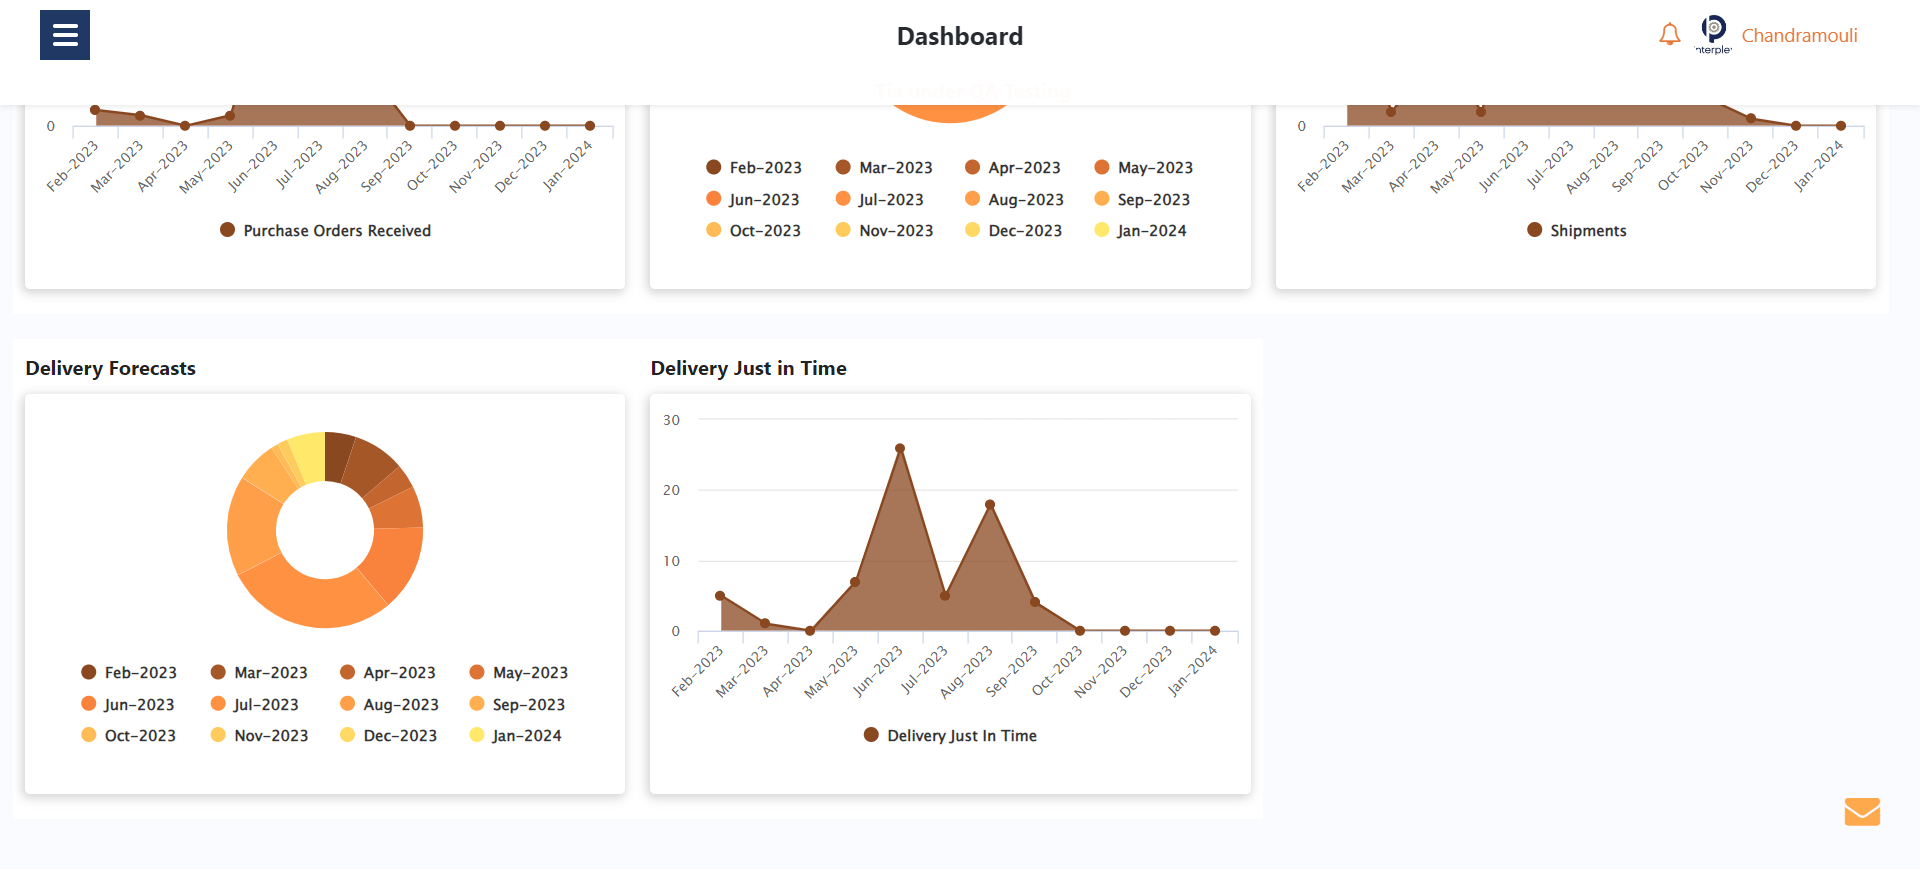 Dashboard
nterple
Chandramouli
0
Feb-2023 Mar-2023 Apr-2023 May-2023 Jun-2023 Jul-2023 Aug-2023 Sep-2023 Oct-2023 Nov-2023 Dec-2023 Jan-2024
Purchase Orders Received
Feb-2023 Mar-2023 Apr-2023 May-2023
Jun-2023 Jul-2023 Aug-2023 Sep-2023
Oct-2023 Nov-2023 Dec-2023 Jan-2024
0
Feb-2023 Mar-2023 Apr-2023 May-2023 Jun-2023 Jul-2023 Aug-2023 Sep-2023 Oct-2023 Nov-2023 Dec-2023 Jan-2024
Shipments
Delivery Forecasts
Feb-2023 Mar-2023 Apr-2023 May-2023
Jun-2023 Jul-2023 Aug-2023 Sep-2023
Oct-2023 Nov-2023 Dec-2023 Jan-2024
Delivery Just in Time
30
20
10
0
Feb-2023 Mar-2023 Apr-2023 May-2023 Jun-2023 Jul-2023 Aug-2023 Sep-2023 Oct-2023 Nov-2023 Dec-2023 Jan-2024
Delivery Just In Time